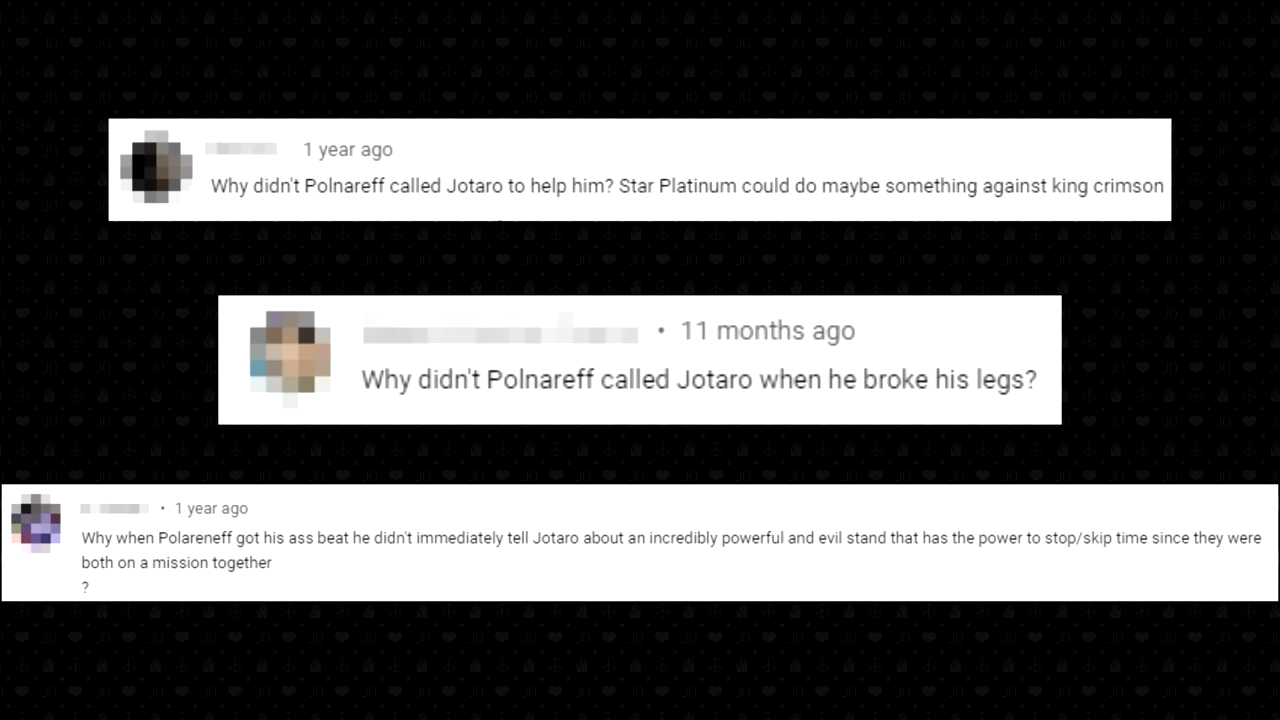 1 year ago
Why didn't Polnareff called Jotaro to help him? Star Platinum could do maybe something against king crimson
• 11 months ago
Why didn't Polnareff called Jotaro when he broke his legs?
• 1 year ago
Why when Polareneff got his ass beat he didn't immediately tell Jotaro about an incredibly powerful and evil stand that has the power to stop/skip time since they were
both on a mission together
?